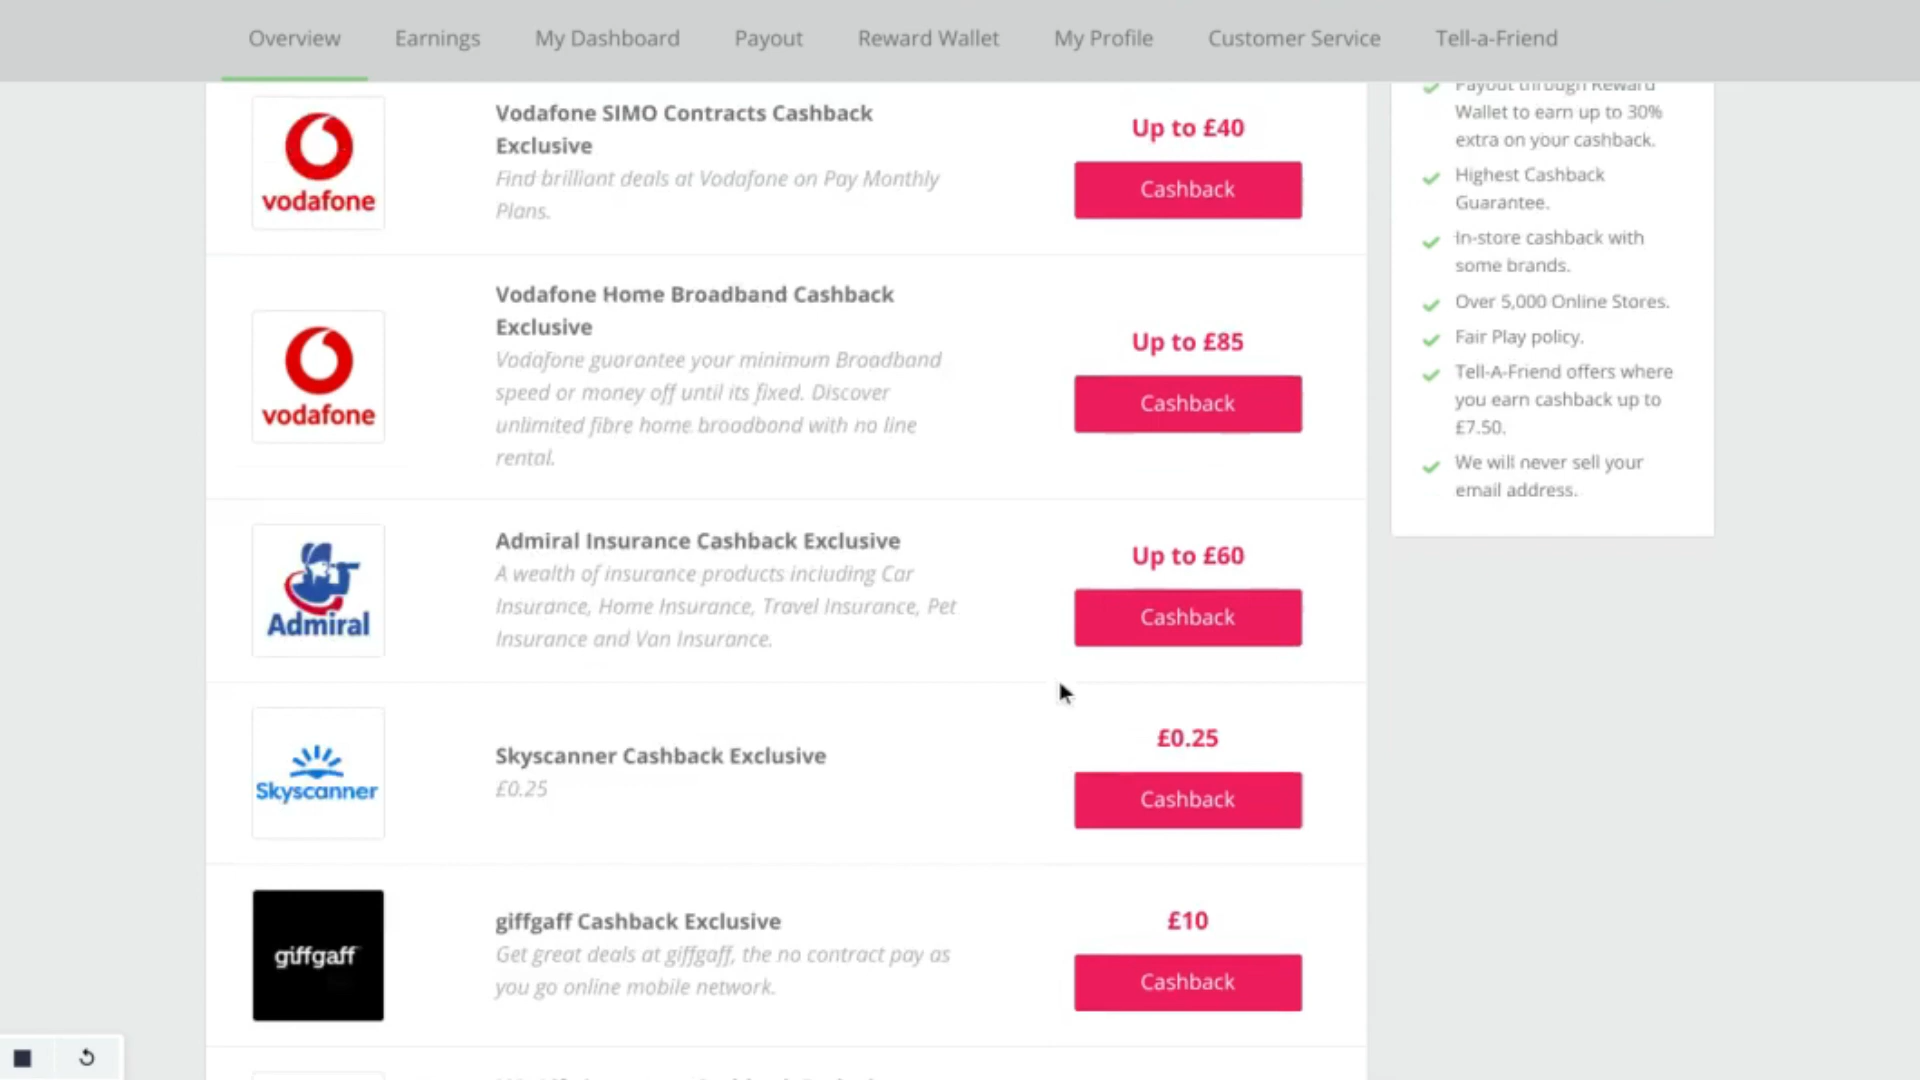 Overview Earnings My Dashboard Payout Reward Wallet My Profile Customer Service Tell-a-Friend
vodafone
Vodafone SIMO Contracts Cashback
Exclusive
Find brilliant deals at Vodafone on Pay Monthly
Plans.
Up to £40
Cashback
vodafone
Vodafone Home Broadband Cashback
Exclusive
Vodafone guarantee your minimum Broadband
speed or money off until its fixed. Discover
unlimited fibre home broadband with no line
rental.
Up to £85
Cashback
Admiral
Admiral Insurance Cashback Exclusive
A wealth of insurance products including Car
Insurance, Home Insurance, Travel Insurance, Pet
Insurance and Van Insurance.
Up to £60
Cashback
Skyscanner
Skyscanner Cashback Exclusive
£0.25
£0.25
Cashback
giffgaff
giffgaff Cashback Exclusive
Get great deals at giffgaff, the no contract pay as
you go online mobile network.
£10
Cashback
Payout through Reward
Wallet to earn up to 30%
extra on your cashback.
Highest Cashback
Guarantee.
In-store cashback with
some brands.
Over 5,000 Online Stores.
Fair Play policy.
Tell-A-Friend offers where
you earn cashback up to
£7.50.
We will never sell your
email address.